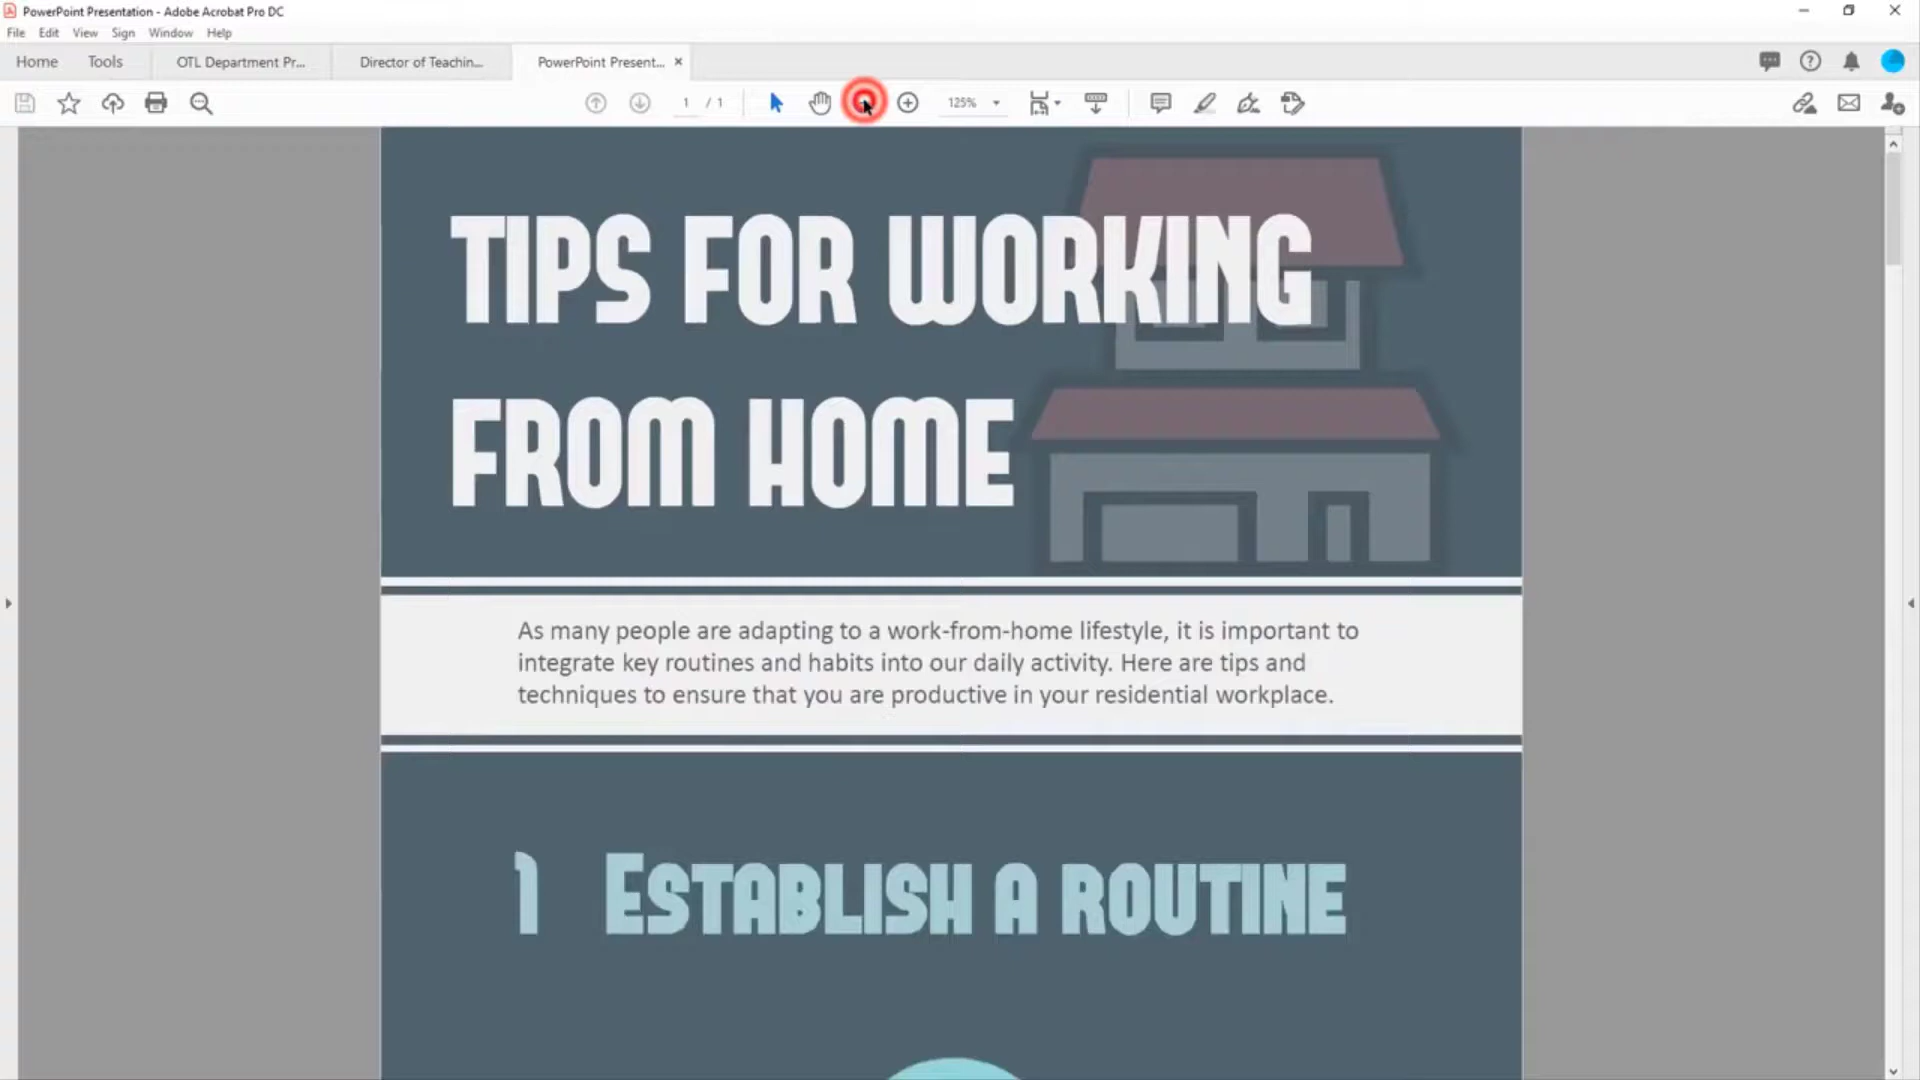 PowerPoint Presentation - Adobe Acrobat Pro DC
File Edit View Sign Window Help
Home Tools OTL Department Pr... Director of Teachin... PowerPoint Present...
1 / 1 125%
TIPS FOR WORKING
FROM HOME
As many people are adapting to a work-from-home lifestyle, it is important to
integrate key routines and habits into our daily activity. Here are tips and
techniques to ensure that you are productive in your residential workplace.
1 ESTABLISH A ROUTINE